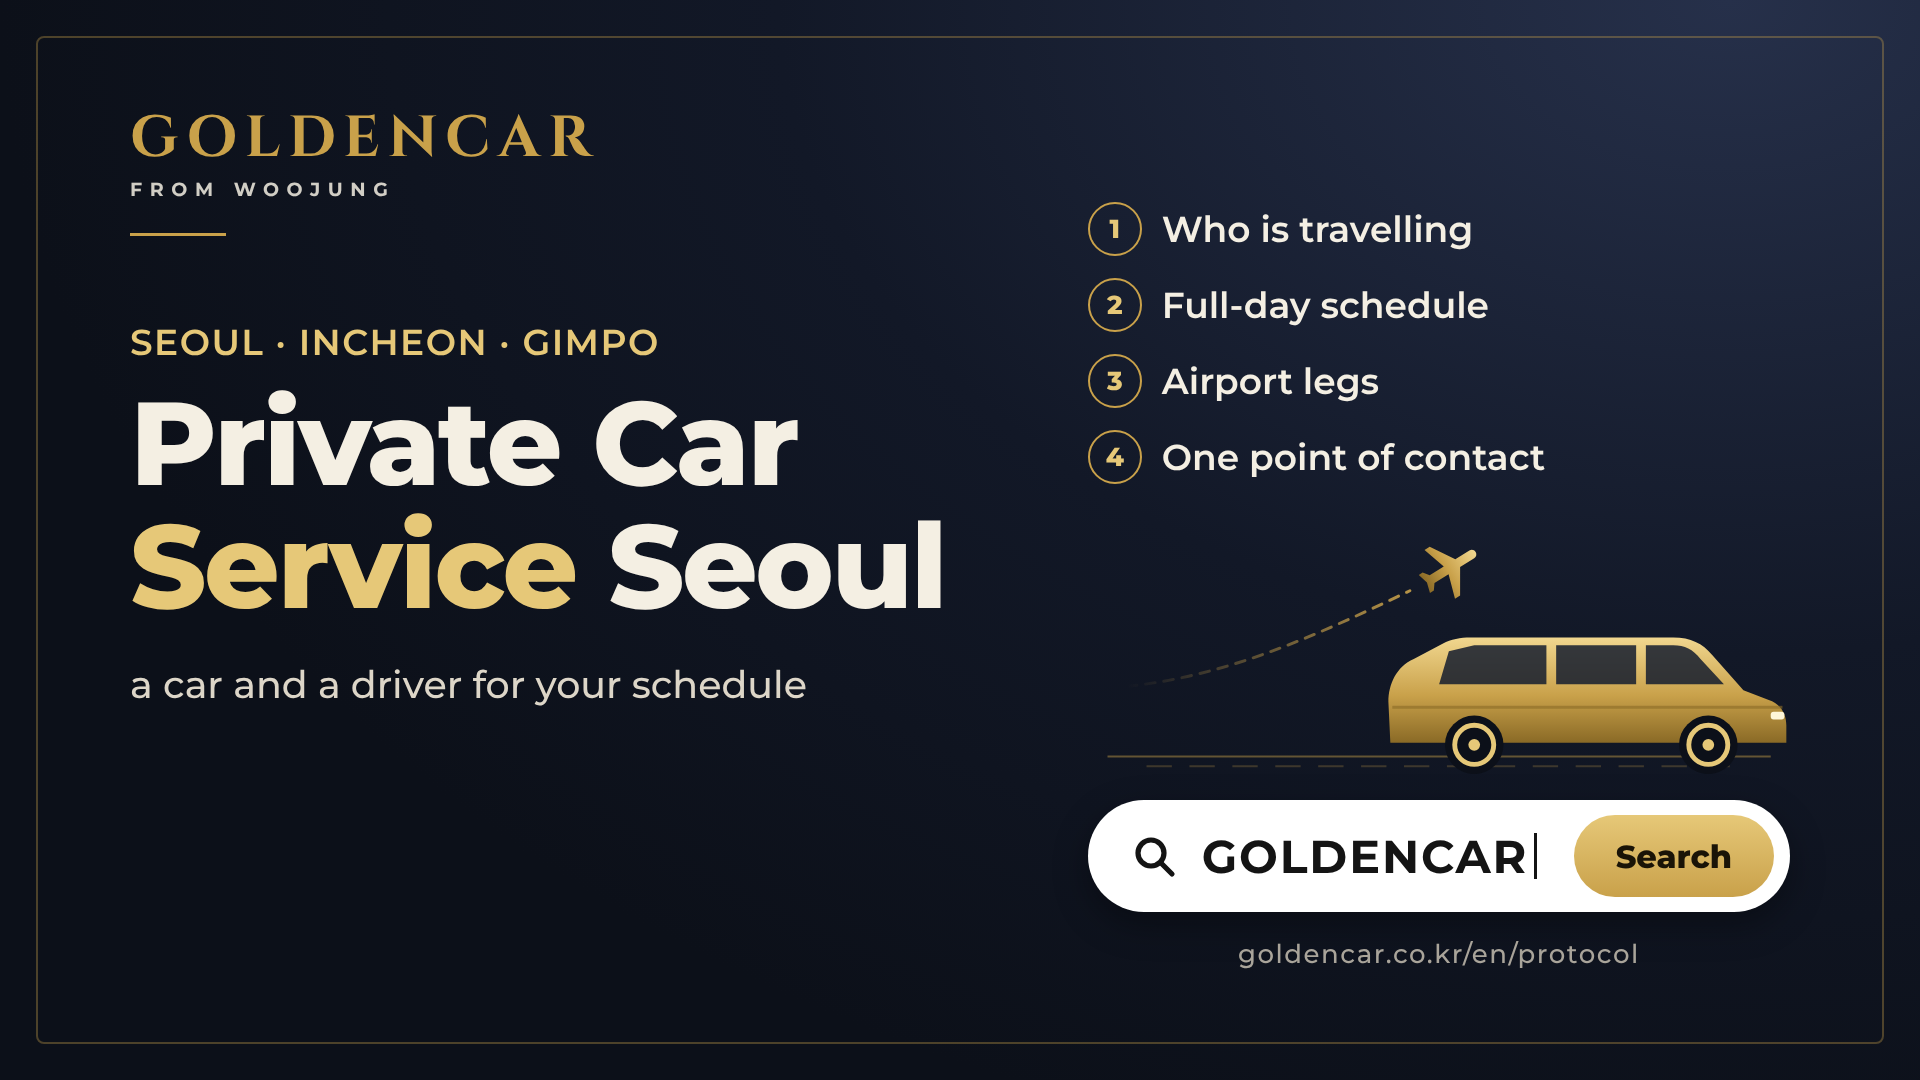 GOLDENCAR
FROM WOOJUNG
SEOUL · INCHEON · GIMPO
Private Car
Service Seoul
a car and a driver for your schedule
1 Who is travelling
2 Full-day schedule
3 Airport legs
4 One point of contact
GOLDENCAR Search
goldencar.co.kr/en/protocol